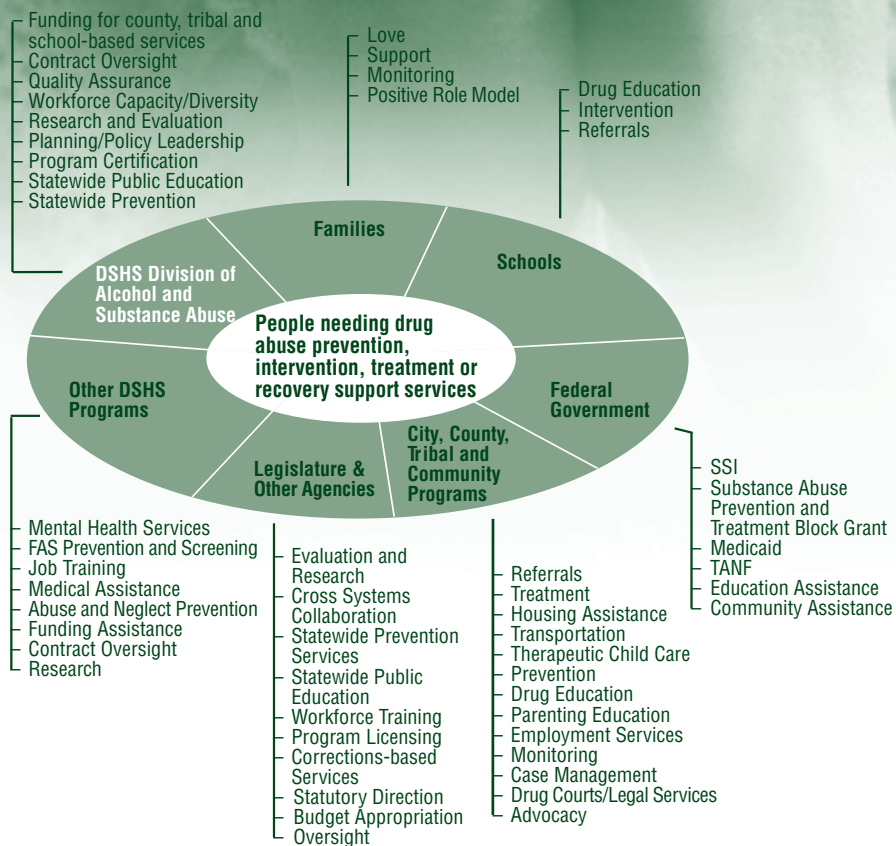 Funding for county, tribal and
school-based services
Contract Oversight
Quality Assurance
Workforce Capacity/Diversity
Research and Evaluation
Planning/Policy Leadership
Program Certification
Statewide Public Education
Statewide Prevention
Love
Support
Monitoring
Positive Role Model
Drug Education
Intervention
Referrals
Families
Schools
DSHS Division of
Alcohol and
Substance Abuse
People needing drug
abuse prevention,
intervention, treatment or
recovery support services
Other DSHS
Programs
Federal
Government
Legislature &
Other Agencies
City, County,
Tribal and
Community
Programs
Mental Health Services
FAS Prevention and Screening
Job Training
Medical Assistance
Abuse and Neglect Prevention
Funding Assistance
Contract Oversight
Research
Evaluation and
Research
Cross Systems
Collaboration
Statewide Prevention
Services
Statewide Public
Education
Workforce Training
Program Licensing
Corrections-based
Services
Statutory Direction
Budget Appropriation
Oversight
Referrals
Treatment
Housing Assistance
Transportation
Therapeutic Child Care
Prevention
Drug Education
Parenting Education
Employment Services
Monitoring
Case Management
Drug Courts/Legal Services
Advocacy
SSI
Substance Abuse
Prevention and
Treatment Block Grant
Medicaid
TANF
Education Assistance
Community Assistance